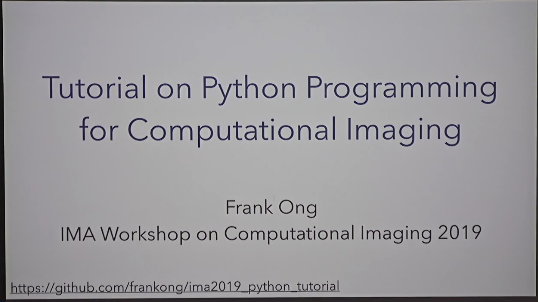 Tutorial on Python Programming
for Computational Imaging
Frank Ong
IMA Workshop on Computational Imaging 2019
https://github.com/frankong/ima2019_python_tutorial